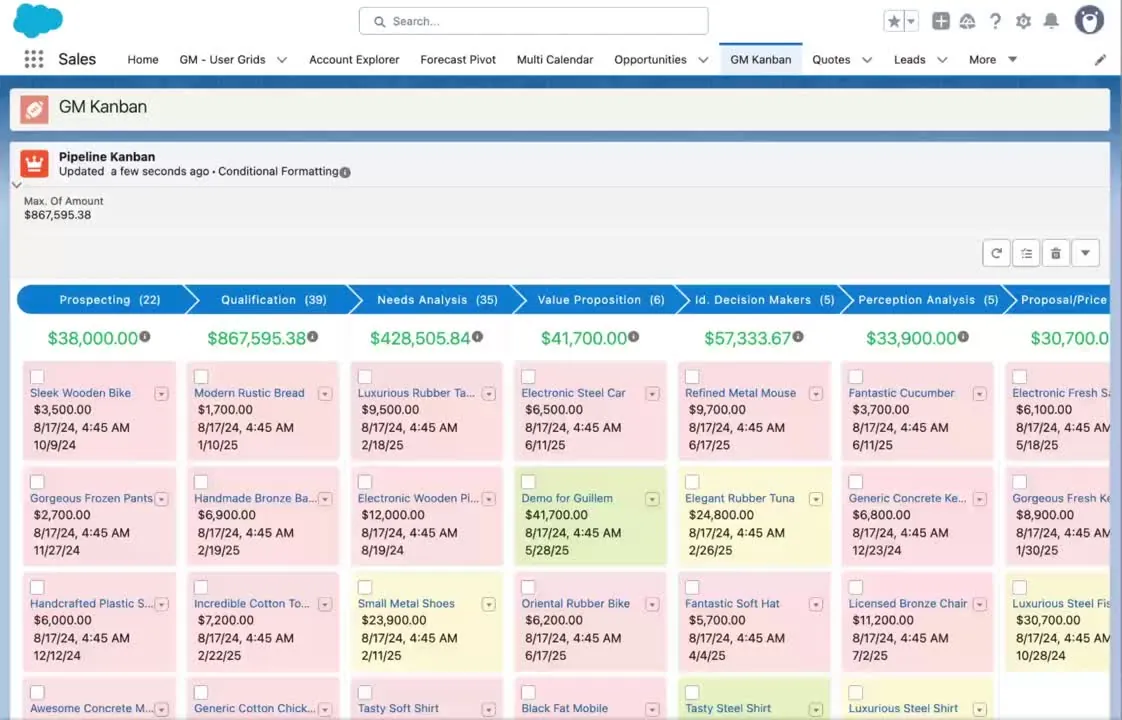 Search...
Sales
Home
GM - User Grids
Account Explorer
Forecast Pivot
Multi Calendar
Opportunities
GM Kanban
Quotes
Leads
More
GM Kanban
Pipeline Kanban
Updated a few seconds ago • Conditional Formatting
Max. Of Amount
$867,595.38
Prospecting (22)
Qualification (39)
Needs Analysis (35)
Value Proposition (6)
Id. Decision Makers (5)
Perception Analysis (5)
Proposal/Price
$38,000.00
$867,595.38
$428,505.84
$41,700.00
$57,333.67
$33,900.00
$30,700.0
Sleek Wooden Bike
$3,500.00
8/17/24, 4:45 AM
10/9/24
Modern Rustic Bread
$1,700.00
8/17/24, 4:45 AM
1/10/25
Luxurious Rubber Ta...
$9,500.00
8/17/24, 4:45 AM
2/18/25
Electronic Steel Car
$6,500.00
8/17/24, 4:45 AM
6/11/25
Refined Metal Mouse
$9,700.00
8/17/24, 4:45 AM
6/17/25
Fantastic Cucumber
$3,700.00
8/17/24, 4:45 AM
6/11/25
Electronic Fresh Sa
$6,100.00
8/17/24, 4:45 AM
5/18/25
Gorgeous Frozen Pants
$2,700.00
8/17/24, 4:45 AM
11/27/24
Handmade Bronze Ba...
$6,900.00
8/17/24, 4:45 AM
2/19/25
Electronic Wooden Pi...
$12,000.00
8/17/24, 4:45 AM
8/19/24
Demo for Guillem
$41,700.00
8/17/24, 4:45 AM
5/28/25
Elegant Rubber Tuna
$24,800.00
8/17/24, 4:45 AM
2/26/25
Generic Concrete Ke...
$6,800.00
8/17/24, 4:45 AM
12/23/24
Gorgeous Fresh Ke
$8,900.00
8/17/24, 4:45 AM
1/30/25
Handcrafted Plastic S...
$6,000.00
8/17/24, 4:45 AM
12/12/24
Incredible Cotton To...
$7,200.00
8/17/24, 4:45 AM
2/22/25
Small Metal Shoes
$23,900.00
8/17/24, 4:45 AM
2/11/25
Oriental Rubber Bike
$6,200.00
8/17/24, 4:45 AM
6/17/25
Fantastic Soft Hat
$5,700.00
8/17/24, 4:45 AM
4/4/25
Licensed Bronze Chair
$11,200.00
8/17/24, 4:45 AM
7/2/25
Luxurious Steel Fis
$30,700.00
8/17/24, 4:45 AM
10/28/24
Awesome Concrete M...
Generic Cotton Chick...
Tasty Soft Shirt
Black Fat Mobile
Tasty Steel Shirt
Luxurious Steel Shirt